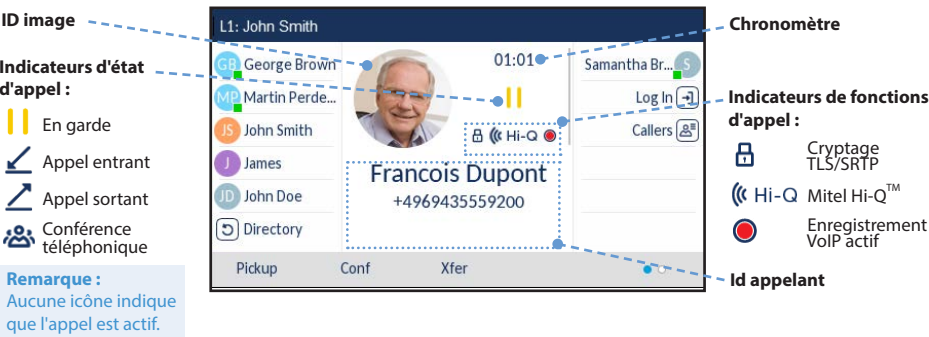 ID image
Indicateurs d'état
d'appel :
En garde
Appel entrant
Appel sortant
Conférence
téléphonique
Remarque :
Aucune icône indique
que l'appel est actif.
L1: John Smith
GB George Brown
MP Martin Perde...
JS John Smith
J James
JD John Doe
Directory
01:01
Hi-Q
Francois Dupont
+4969435559200
Samantha Br... S
Log In
Callers
Pickup
Conf
Xfer
Chronomètre
Indicateurs de fonctions
d'appel :
Cryptage
TLS/SRTP
Hi-Q Mitel Hi-Q™
Enregistrement
VoIP actif
Id appelant